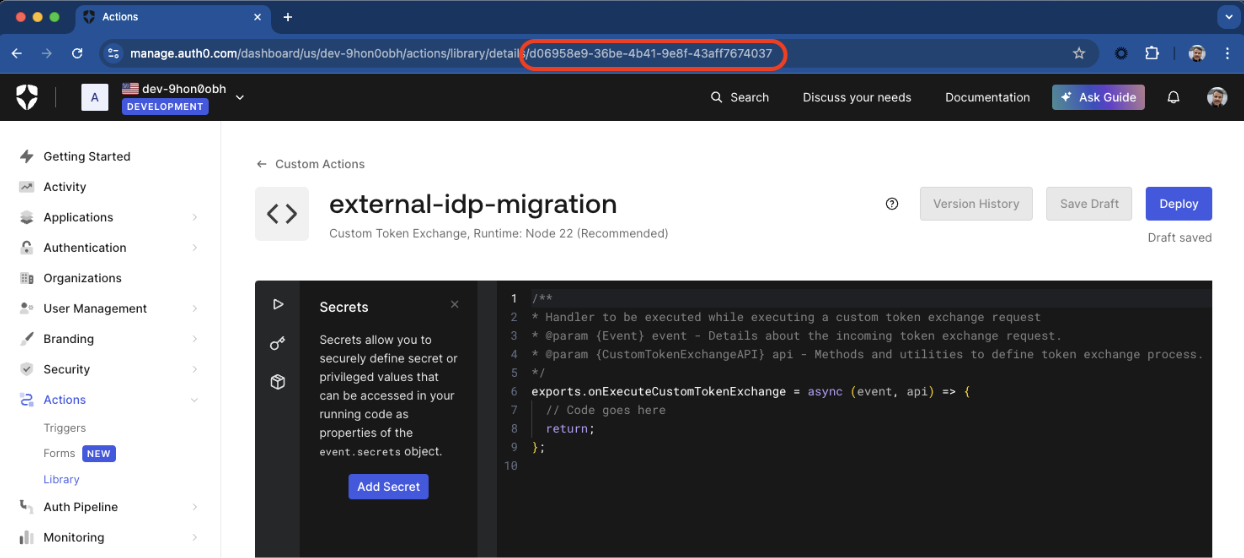 Actions
manage.auth0.com/dashboard/us/dev-9hon0obh/actions/library/details/d06958e9-36be-4b41-9e8f-43aff7674037
A
dev-9hon0obh
DEVELOPMENT
Search
Discuss your needs
Documentation
Ask Guide
Getting Started
Activity
Applications
Authentication
Organizations
User Management
Branding
Security
Actions
Triggers
Forms NEW
Library
Auth Pipeline
Monitoring
← Custom Actions
<> external-idp-migration
Custom Token Exchange, Runtime: Node 22 (Recommended)
Version History
Save Draft
Deploy
Draft saved
Secrets
Secrets allow you to
securely define secret or
privileged values that
can be accessed in your
running code as
properties of the
event.secrets object.
Add Secret
1 /**
2 * Handler to be executed while executing a custom token exchange request
3 * @param {Event} event - Details about the incoming token exchange request.
4 * @param {CustomTokenExchangeAPI} api - Methods and utilities to define token exchange process.
5 */
6 exports.onExecuteCustomTokenExchange = async (event, api) => {
7 // Code goes here
8 return;
9 };
10